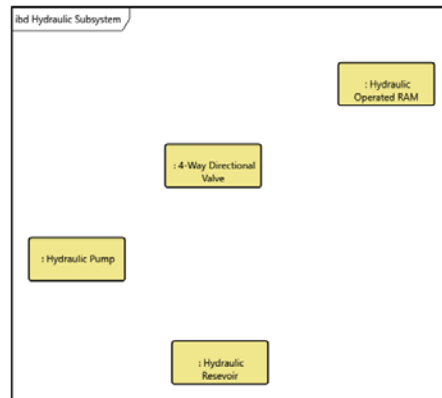 ibd Hydraulic Subsystem
: Hydraulic
Operated RAM
: 4-Way Directional
Valve
: Hydraulic Pump
: Hydraulic
Resevoir